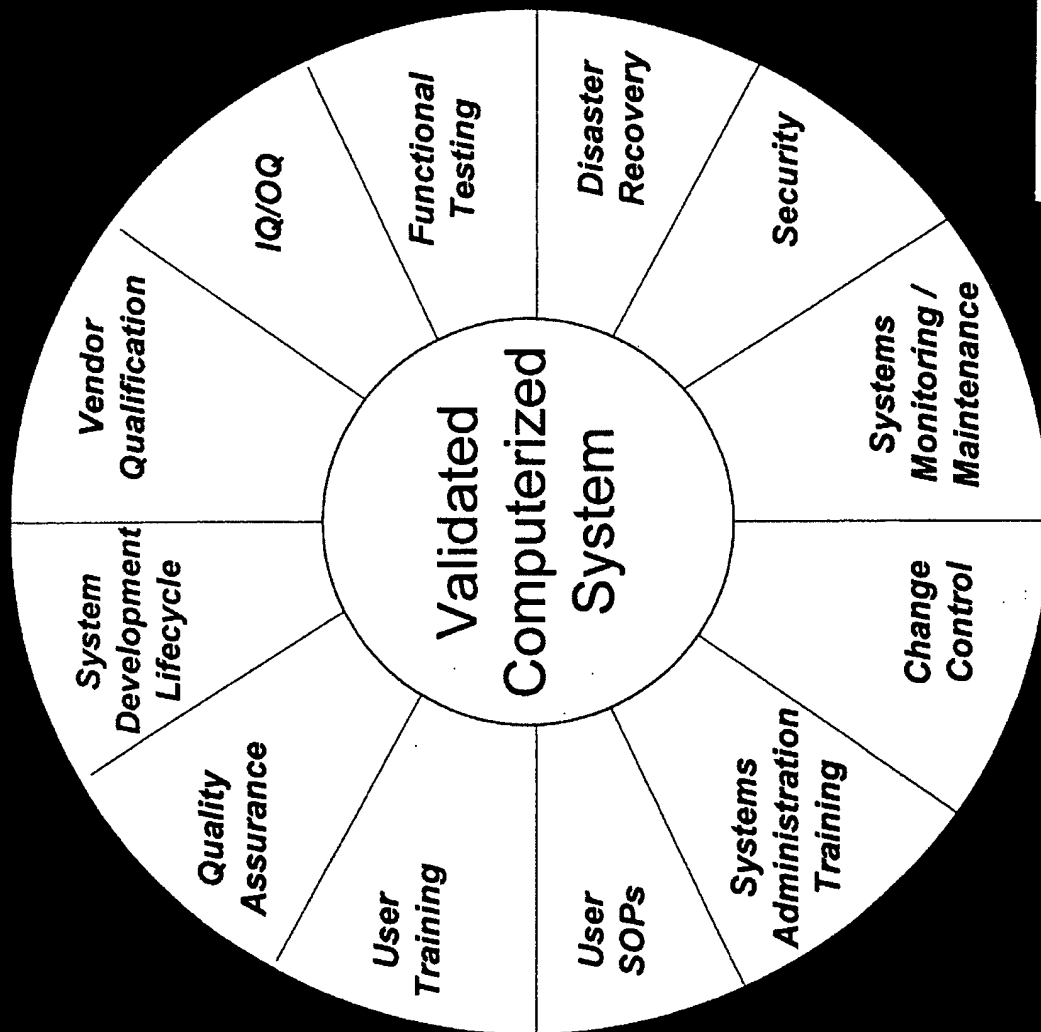 Validated
Computerized
System
User
Training
Quality
Assurance
System
Development
Lifecycle
Vendor
Qualification
IQ/OQ
Functional
Testing
Disaster
Recovery
Security
Systems
Monitoring /
Maintenance
Change
Control
Systems
Administration
Training
User
SOPs